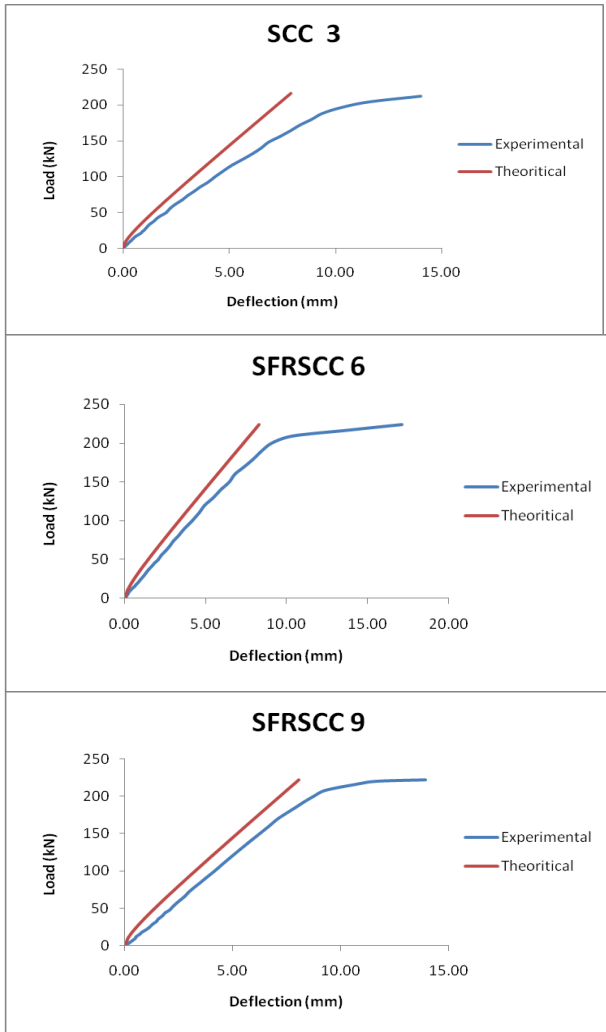 SCC 3
250
200
150
100
50
0
0.00 5.00 10.00 15.00
Load (kN)
Deflection (mm)
Experimental
Theoritical
SFRSCC 6
250
200
150
100
50
0
0.00 5.00 10.00 15.00 20.00
Load (kN)
Deflection (mm)
Experimental
Theoritical
SFRSCC 9
250
200
150
100
50
0
0.00 5.00 10.00 15.00
Load (kN)
Deflection (mm)
Experimental
Theoritical